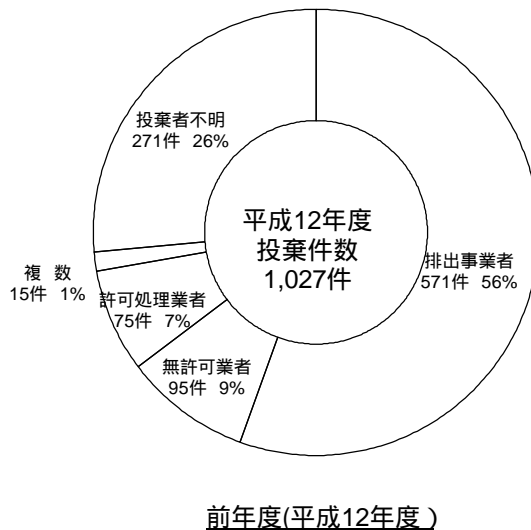 投棄者不明
271件 26%
平成12年度
投棄件数
1,027件
排出事業者
571件 56%
複 数
15件 1%
許可処理業者
75件 7%
無許可業者
95件 9%
前年度(平成12年度)